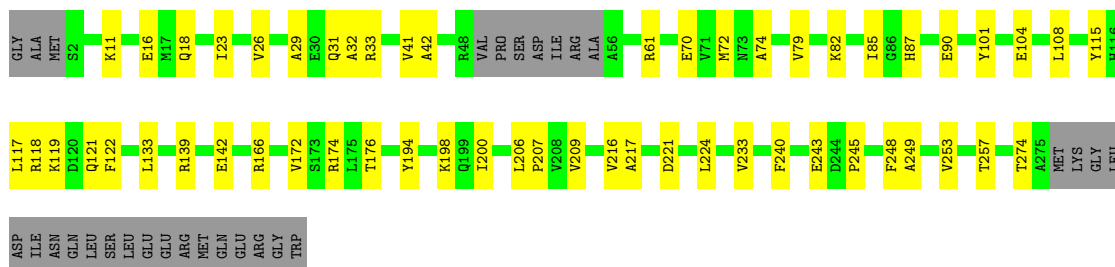 GLY ALA MET S2 K11 E16 M17 Q18 I23 V26 A29 E30 Q31 A32 R33 V41 A42 R48 VAL PRO SER ASP ILE ARG ALA A56 R61 E70 V71 M72 N73 A74 V79 K82 I85 G86 H87 E90 Y101 E104 L108 Y115 H116
L117 R118 K119 D120 Q121 F122 L133 R139 E142 R166 V172 S173 R174 L175 T176 Y194 K198 Q199 I200 L206 P207 V208 V209 V216 A217 D221 L224 V233 F240 E243 D244 P245 F248 A249 V253 T257 T274 A275 MET LYS GLY LEU
ASP ILE ASN GLN LEU SER LEU GLU GLU ARG MET GLN GLU ARG GLY TRP